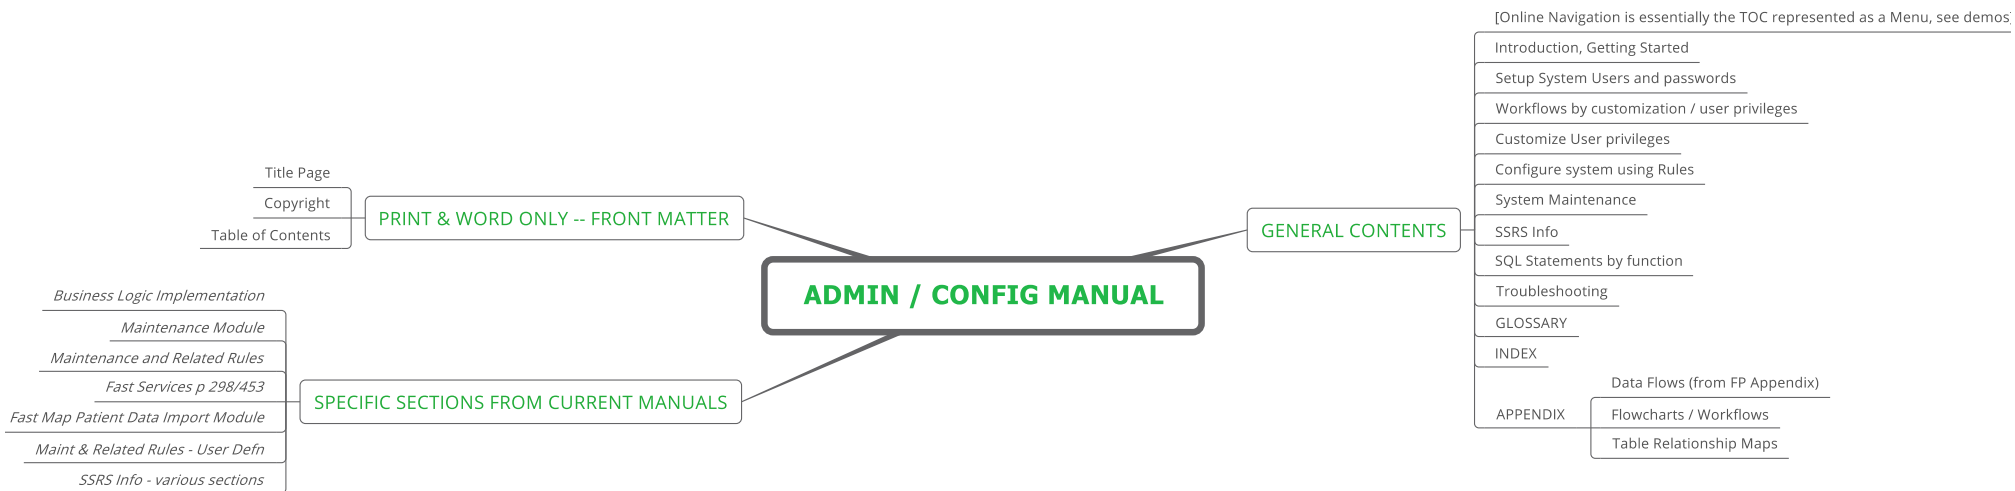 ADMIN / CONFIG MANUAL
PRINT & WORD ONLY -- FRONT MATTER
Title Page
Copyright
Table of Contents
SPECIFIC SECTIONS FROM CURRENT MANUALS
Business Logic Implementation
Maintenance Module
Maintenance and Related Rules
Fast Services p 298/453
Fast Map Patient Data Import Module
Maint & Related Rules - User Defn
SSRS Info - various sections
GENERAL CONTENTS
[Online Navigation is essentially the TOC represented as a Menu, see demos]
Introduction, Getting Started
Setup System Users and passwords
Workflows by customization / user privileges
Customize User privileges
Configure system using Rules
System Maintenance
SSRS Info
SQL Statements by function
Troubleshooting
GLOSSARY
INDEX
APPENDIX
Data Flows (from FP Appendix)
Flowcharts / Workflows
Table Relationship Maps